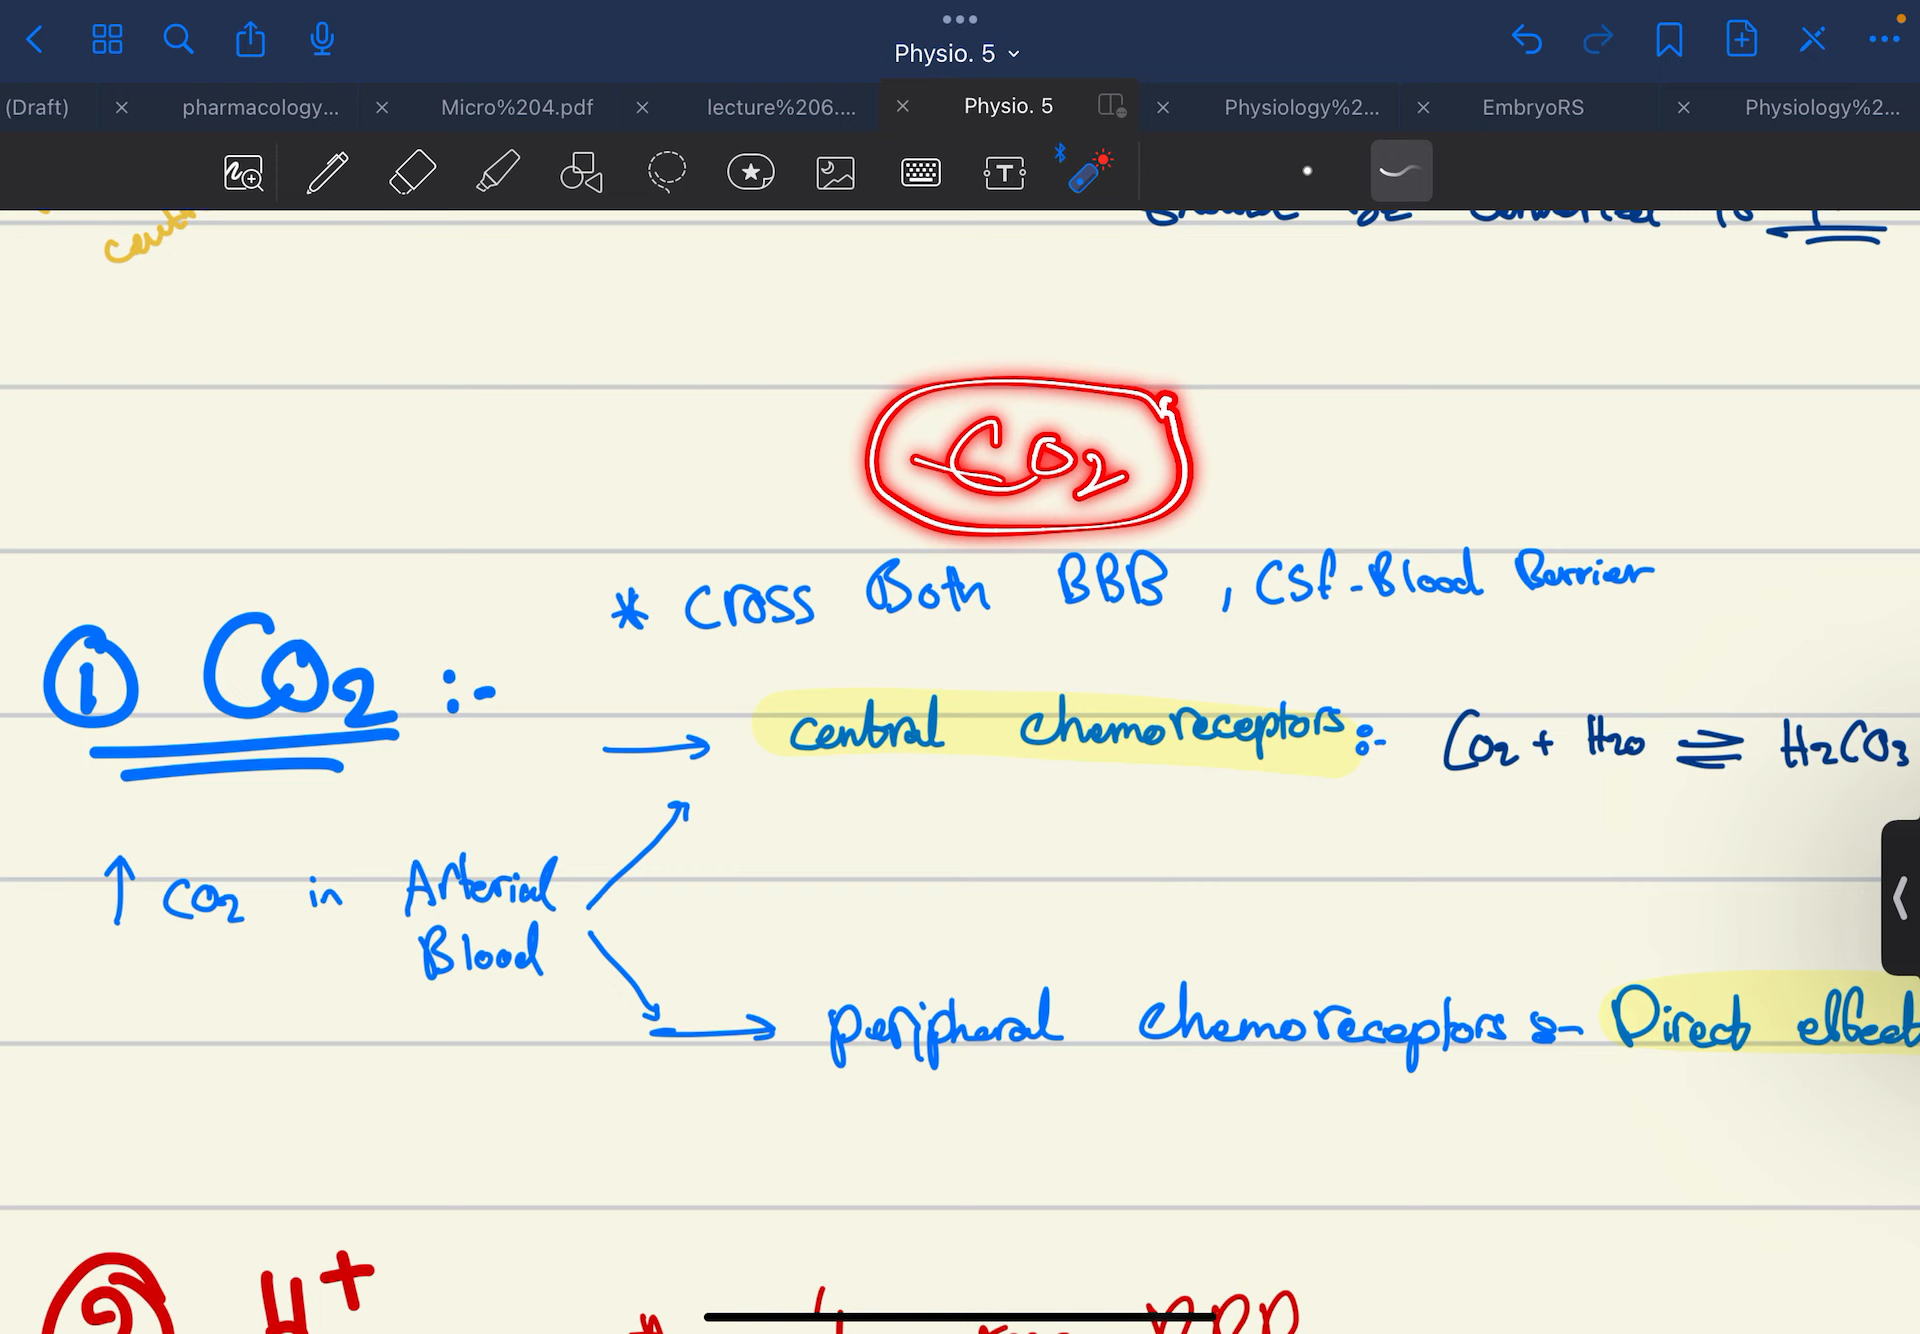 Physio. 5
(Draft) pharmacology... Micro%204.pdf lecture%206.... Physio. 5 Physiology%2... EmbryoRS Physiology%2...
CO2
* Cross Both BBB , CSf-Blood Barrier
① CO2 :-
→ central chemoreceptors :- CO2 + H2O ⇌ H2CO3
↑ CO2 in Arterial
Blood
→ peripheral chemoreceptors :- Direct effect
② H+